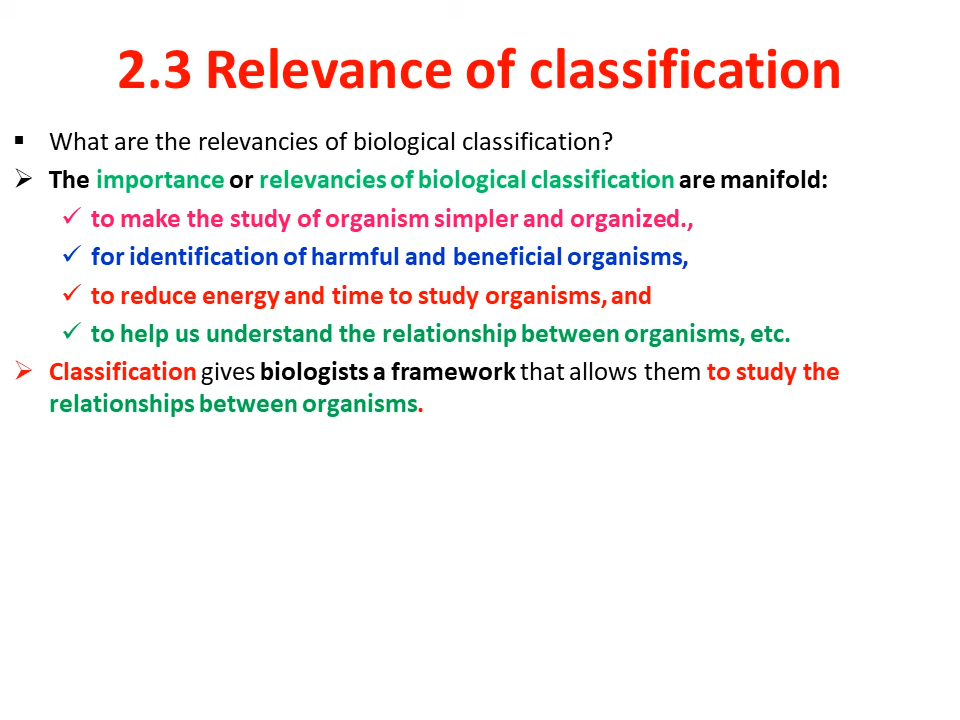 2.3 Relevance of classification
▪ What are the relevancies of biological classification?
➢ The importance or relevancies of biological classification are manifold:
✓ to make the study of organism simpler and organized.,
✓ for identification of harmful and beneficial organisms,
✓ to reduce energy and time to study organisms, and
✓ to help us understand the relationship between organisms, etc.
➢ Classification gives biologists a framework that allows them to study the
relationships between organisms.